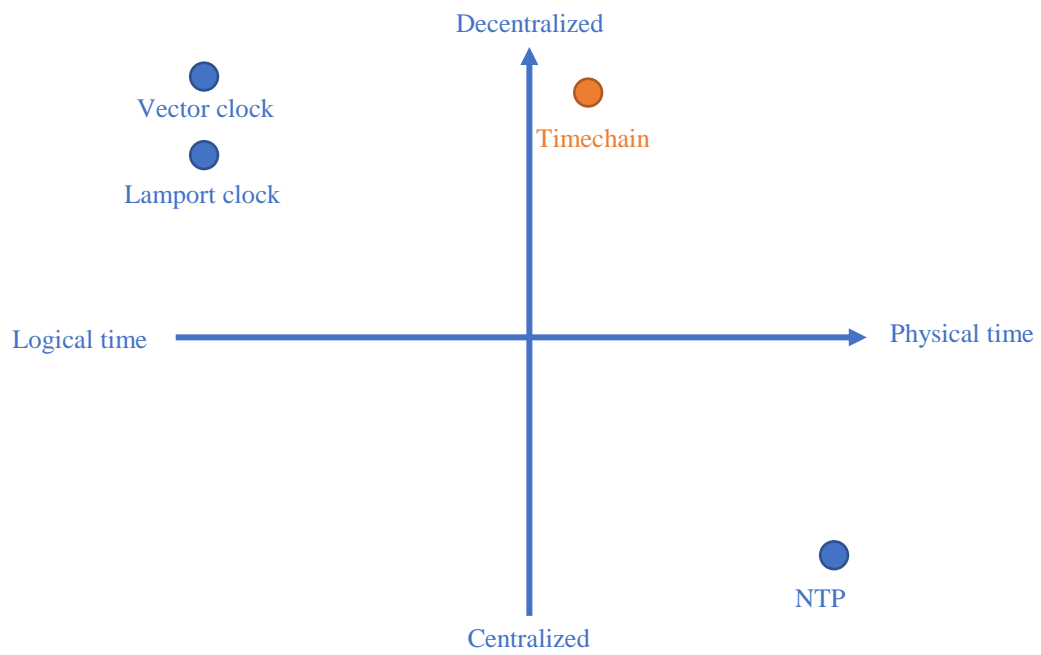 Decentralized
Vector clock
Timechain
Lamport clock
Logical time
Physical time
NTP
Centralized